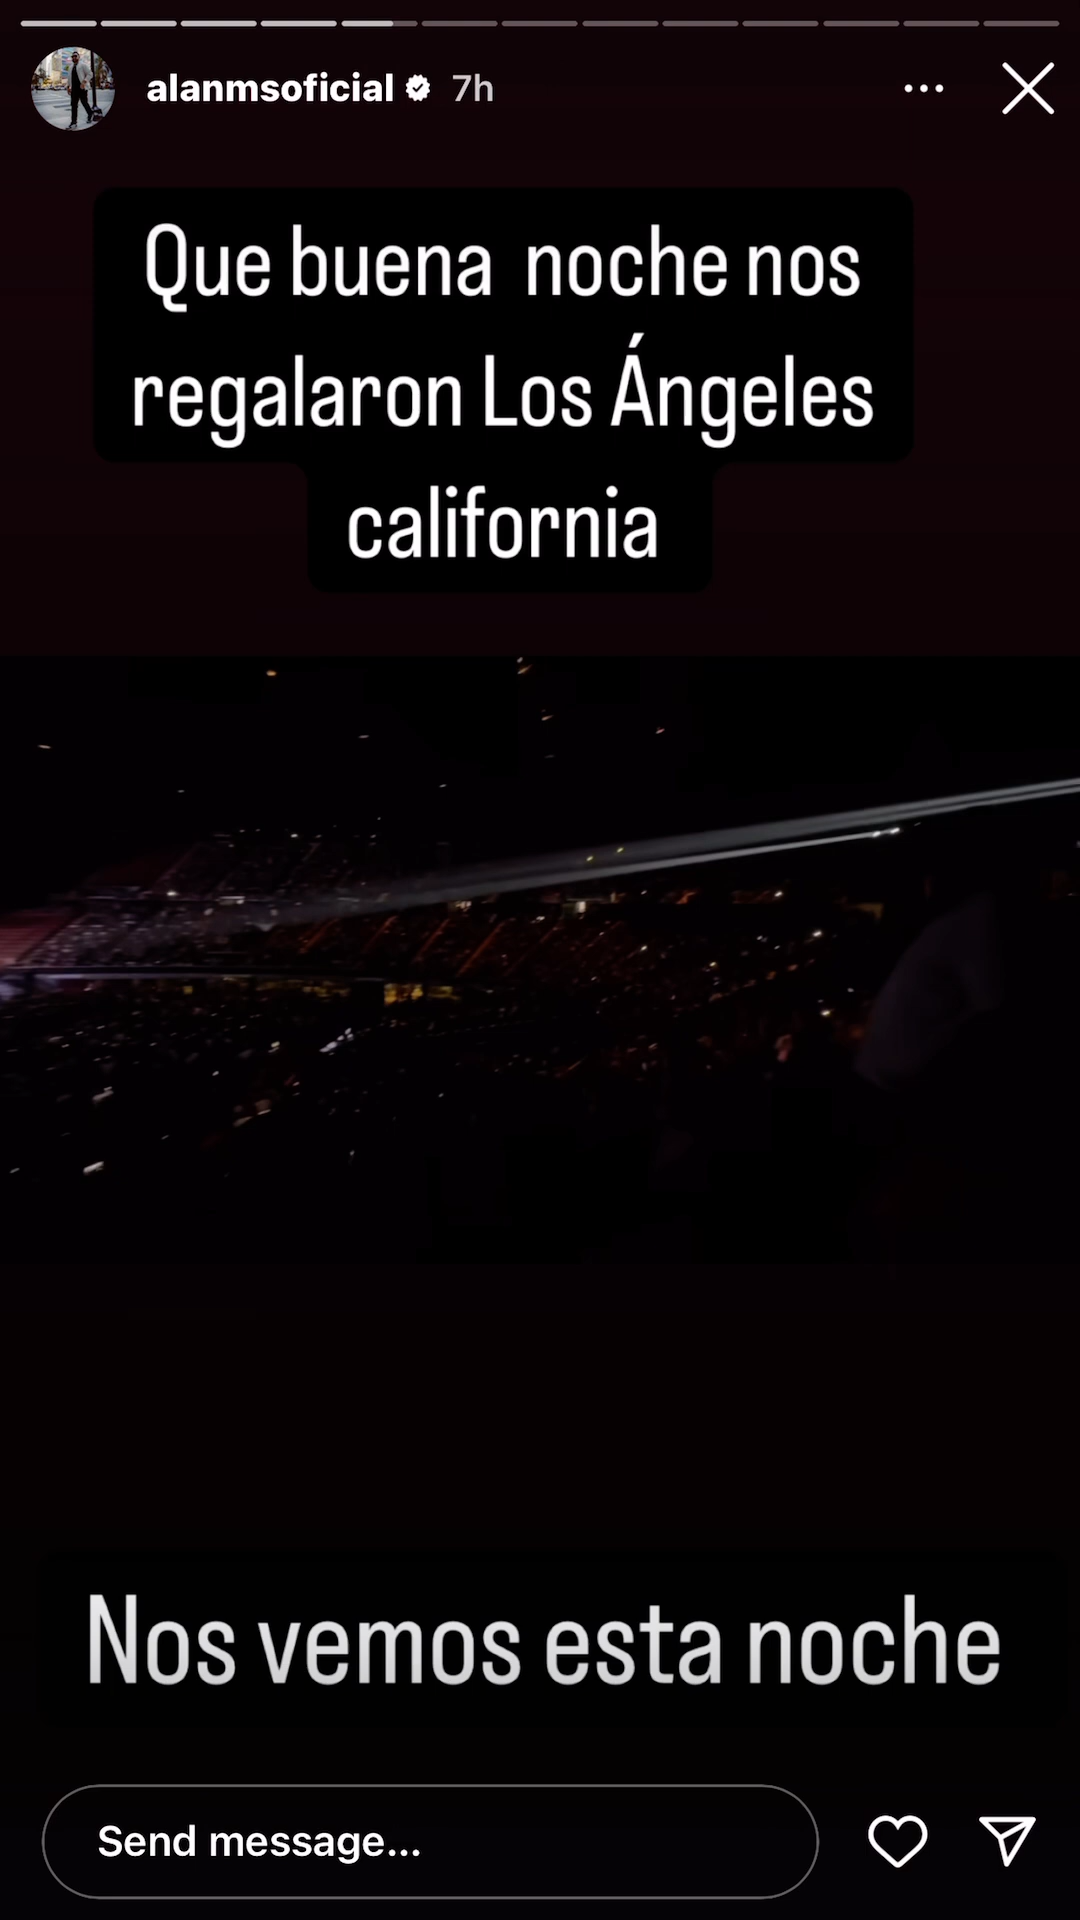 alanmsoficial 7h
Que buena  noche nos
regalaron Los Ángeles
california
Nos vemos esta noche
Send message...